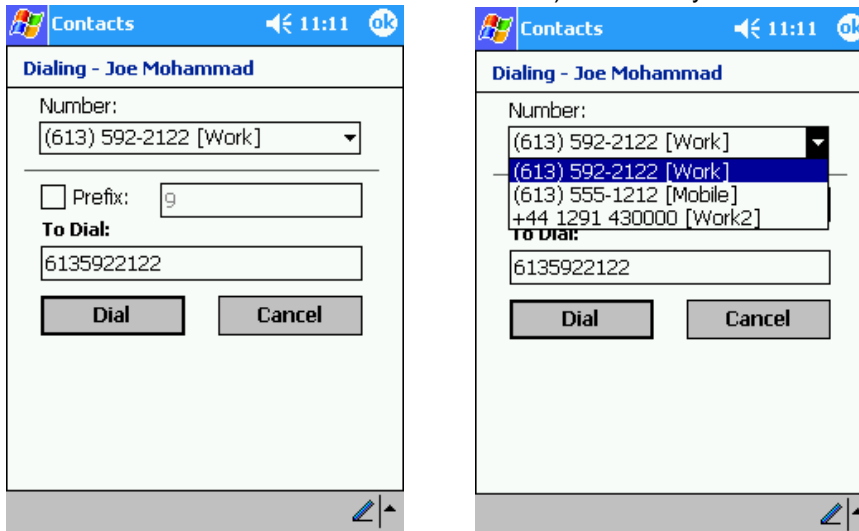 Contacts 11:11 ok
Dialing - Joe Mohammad
Number:
(613) 592-2122 [Work]
Prefix: 9
To Dial:
6135922122
Dial Cancel
Contacts 11:11 ok
Dialing - Joe Mohammad
Number:
(613) 592-2122 [Work]
(613) 592-2122 [Work]
(613) 555-1212 [Mobile]
+44 1291 430000 [Work2]
To Dial:
6135922122
Dial Cancel